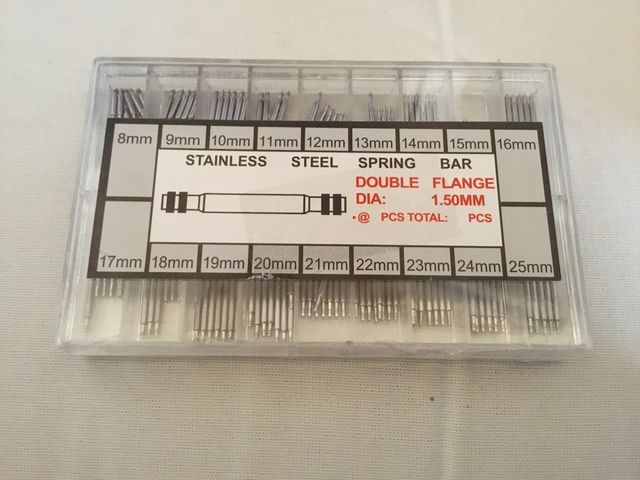 8mm 9mm 10mm 11mm 12mm 13mm 14mm 15mm 16mm
STAINLESS STEEL SPRING BAR
DOUBLE FLANGE
DIA: 1.50MM
•@ PCS TOTAL: PCS
17mm 18mm 19mm 20mm 21mm 22mm 23mm 24mm 25mm